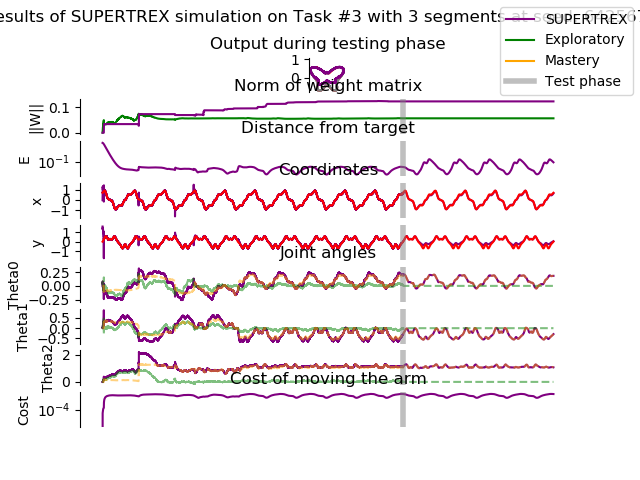 esults of SUPERTREX simulation on Task #3 with 3 segments at seed
SUPERTREX
Exploratory
Mastery
Test phase
Output during testing phase
1
0
Norm of weight matrix
||W||
0.1
0.0
Distance from target
E
10⁻¹
Coordinates
x
1
0
−1
y
1
0
−1
Joint angles
Theta0
0.25
0.00
−0.25
Theta1
0.5
0.0
−0.5
Theta2
2
0
Cost of moving the arm
Cost
10⁻⁴